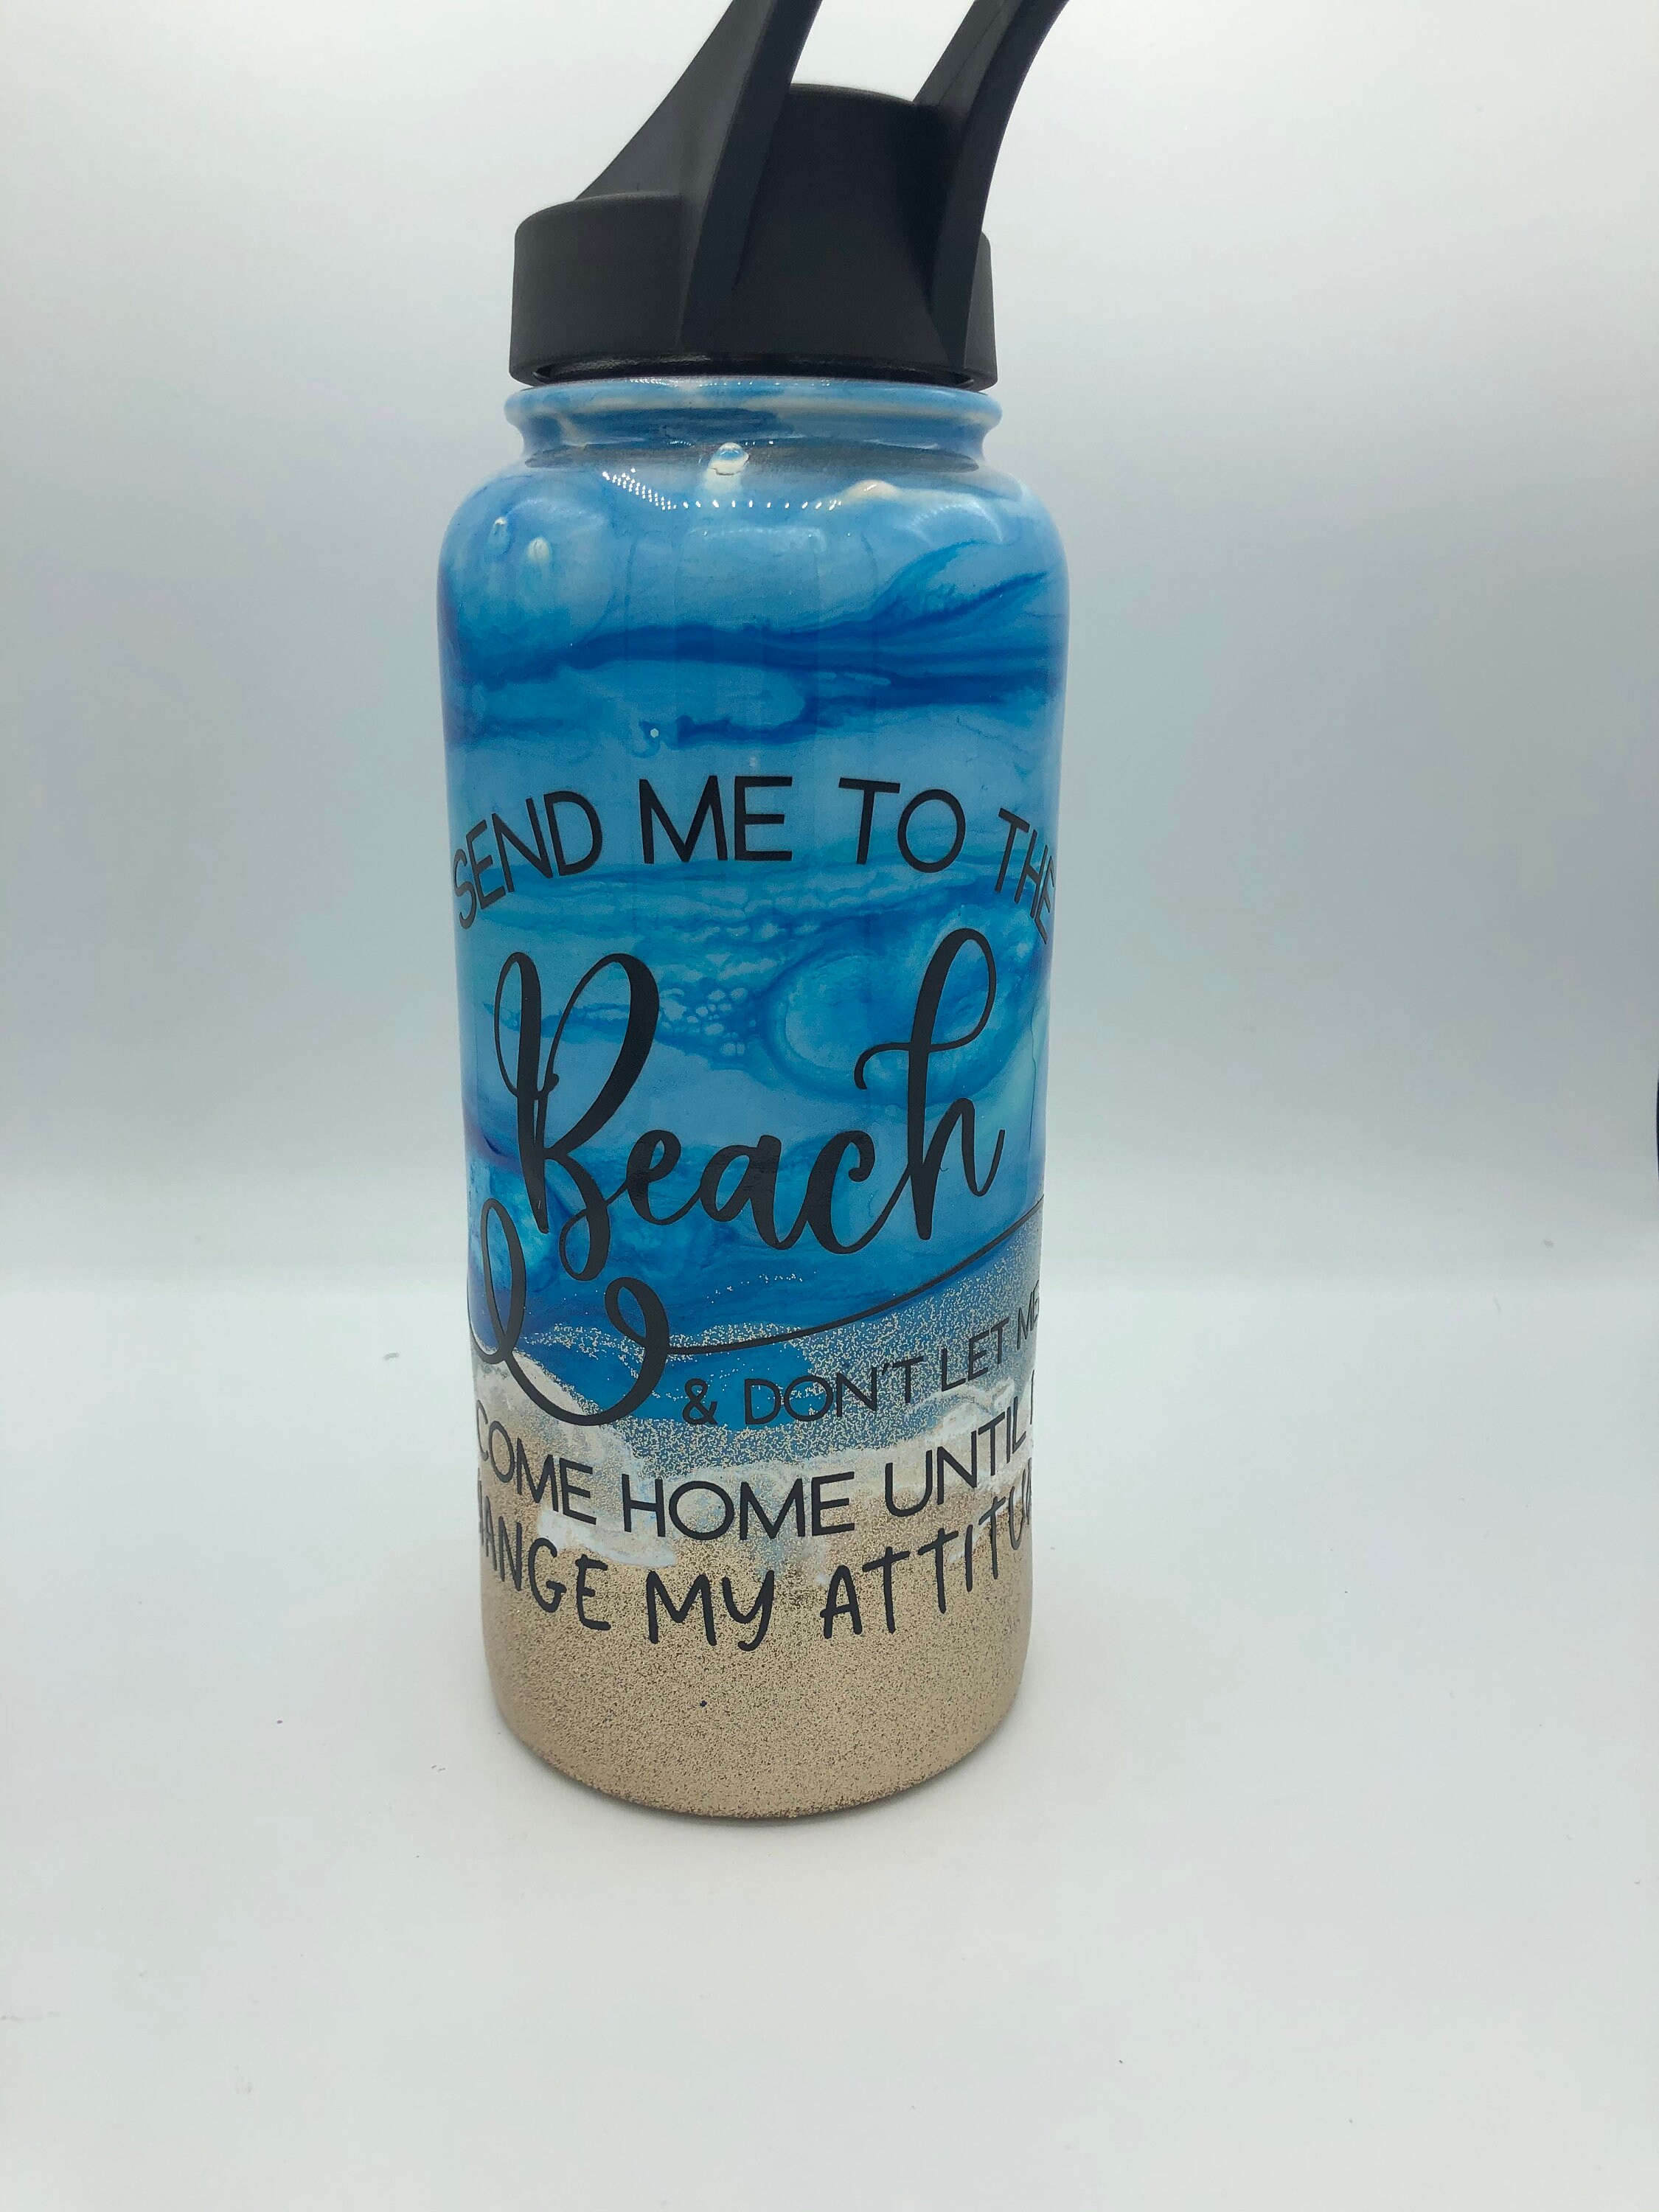 SEND ME TO THE
Beach
& DON'T LET ME
COME HOME UNTIL
MY